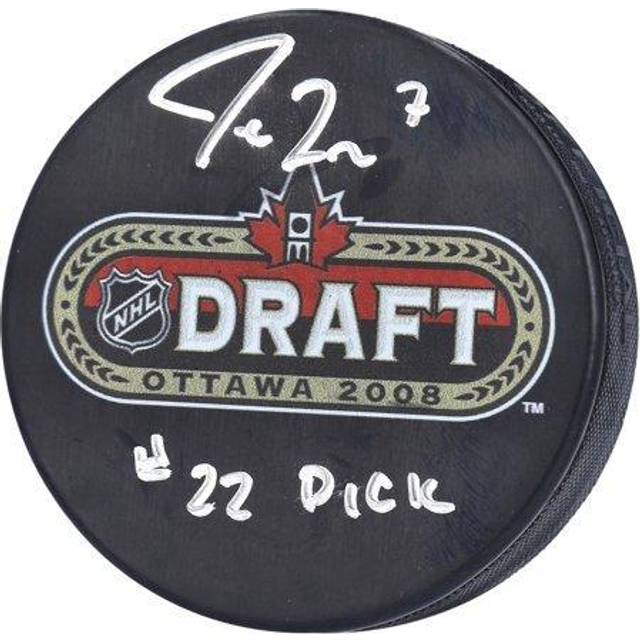 7
NHL DRAFT
OTTAWA 2008
TM
#22 PICK